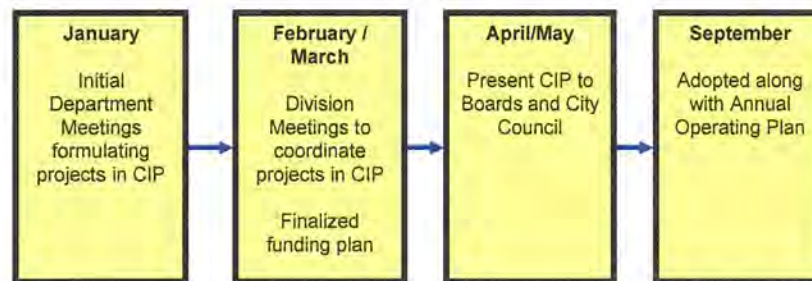 January
Initial
Department
Meetings
formulating
projects in CIP
February /
March
Division
Meetings to
coordinate
projects in CIP
Finalized
funding plan
April/May
Present CIP to
Boards and City
Council
September
Adopted along
with Annual
Operating Plan